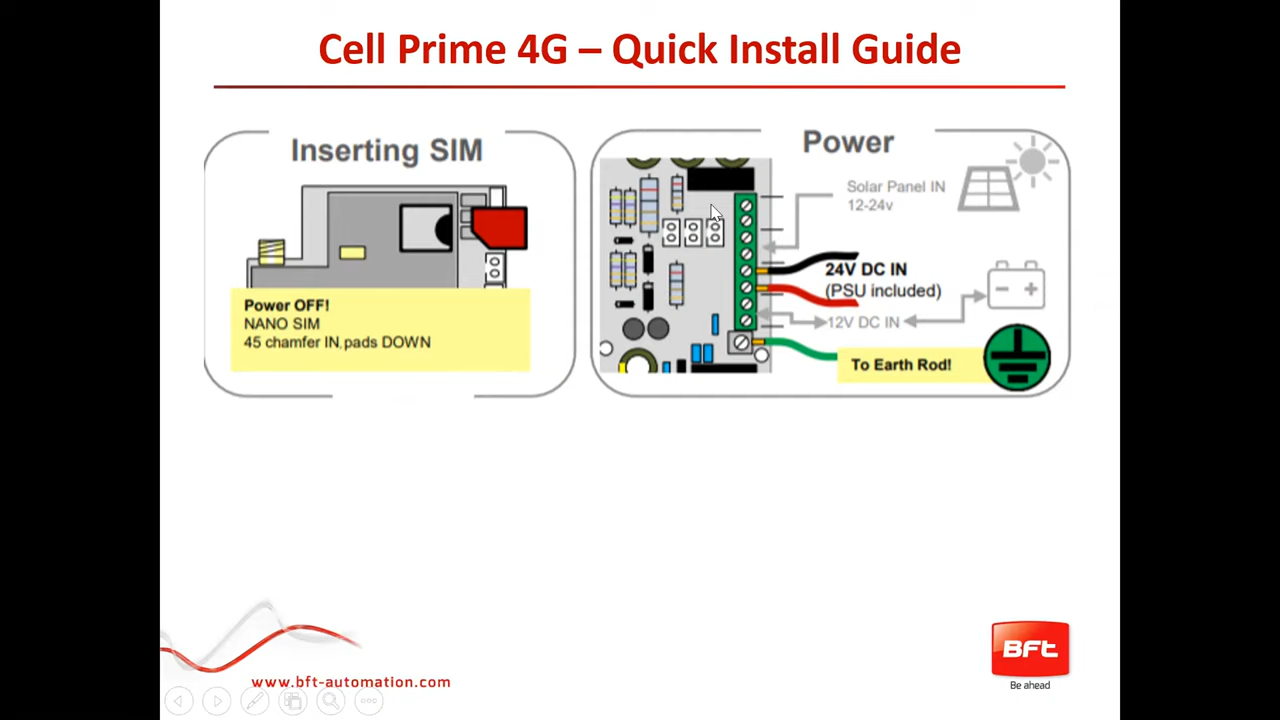 Cell Prime 4G – Quick Install Guide
Inserting SIM
Power OFF!
NANO SIM
45 chamfer IN, pads DOWN
Power
Solar Panel IN
12-24v
24V DC IN
(PSU included)
12V DC IN
To Earth Rod!
www.bft-automation.com
BFt
Be ahead